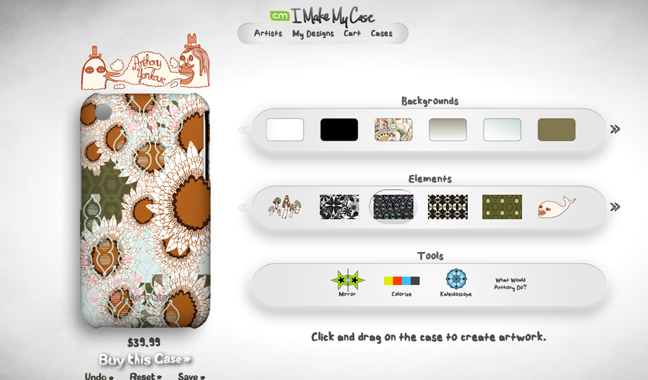 cm I Make My Case
Artists My Designs Cart Cases
Anthony
Yankovic
Backgrounds
Elements
Tools
Mirror Colorize Kaleidoscope What Would
Anthony Do?
Click and drag on the case to create artwork.
$39.99
Buy this Case »
Undo » Reset » Save »